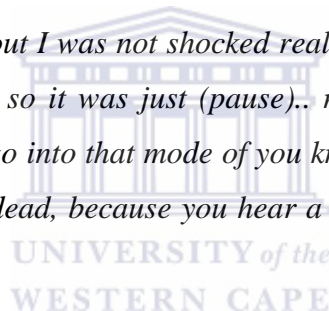 out I was not shocked real
so it was just (pause)..
o into that mode of you kn
lead, because you hear a
UNIVERSITY of the
WESTERN CAPE